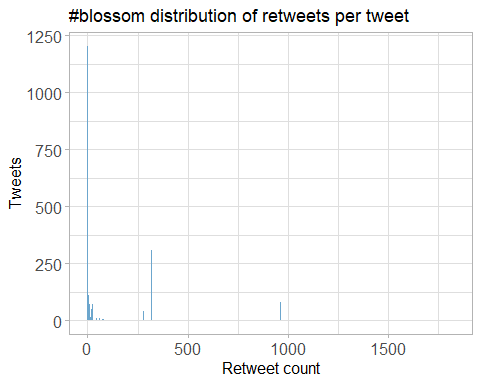 #blossom distribution of retweets per tweet
1250
1000
750
500
250
0
Tweets
0 500 1000 1500
Retweet count